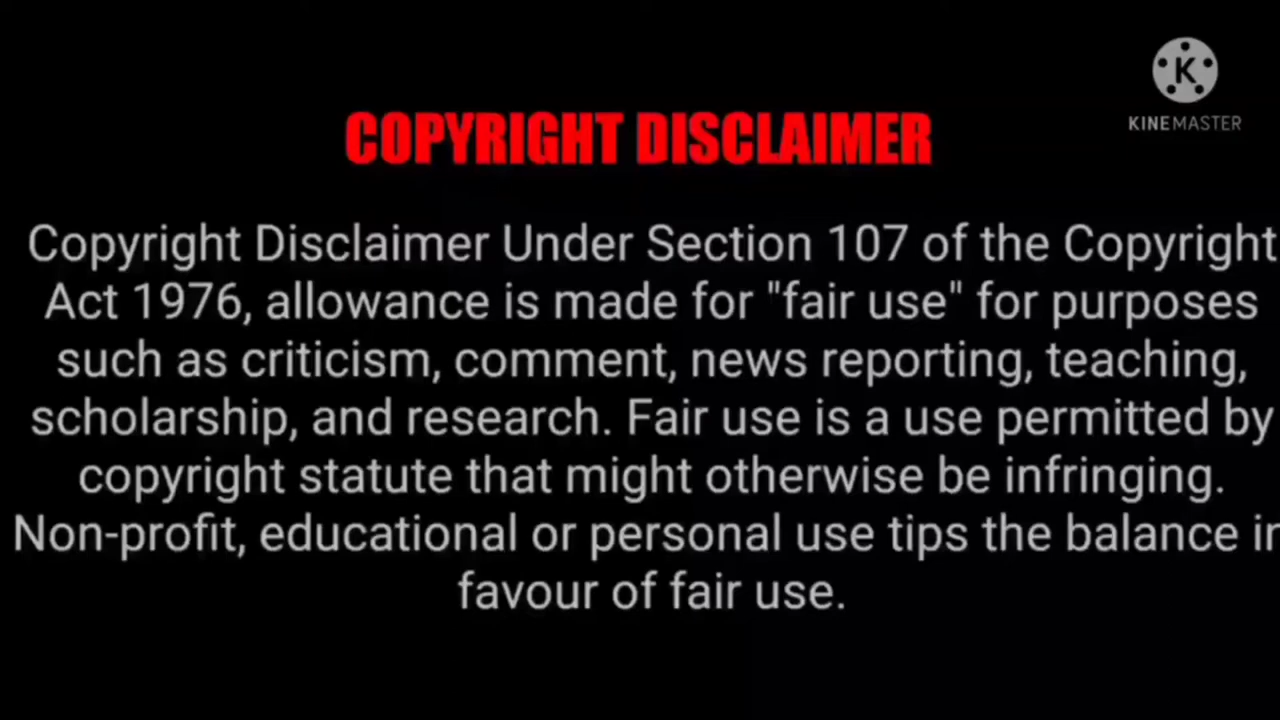 K
KINEMASTER
COPYRIGHT DISCLAIMER
Copyright Disclaimer Under Section 107 of the Copyright
Act 1976, allowance is made for "fair use" for purposes
such as criticism, comment, news reporting, teaching,
scholarship, and research. Fair use is a use permitted by
copyright statute that might otherwise be infringing.
Non-profit, educational or personal use tips the balance in
favour of fair use.